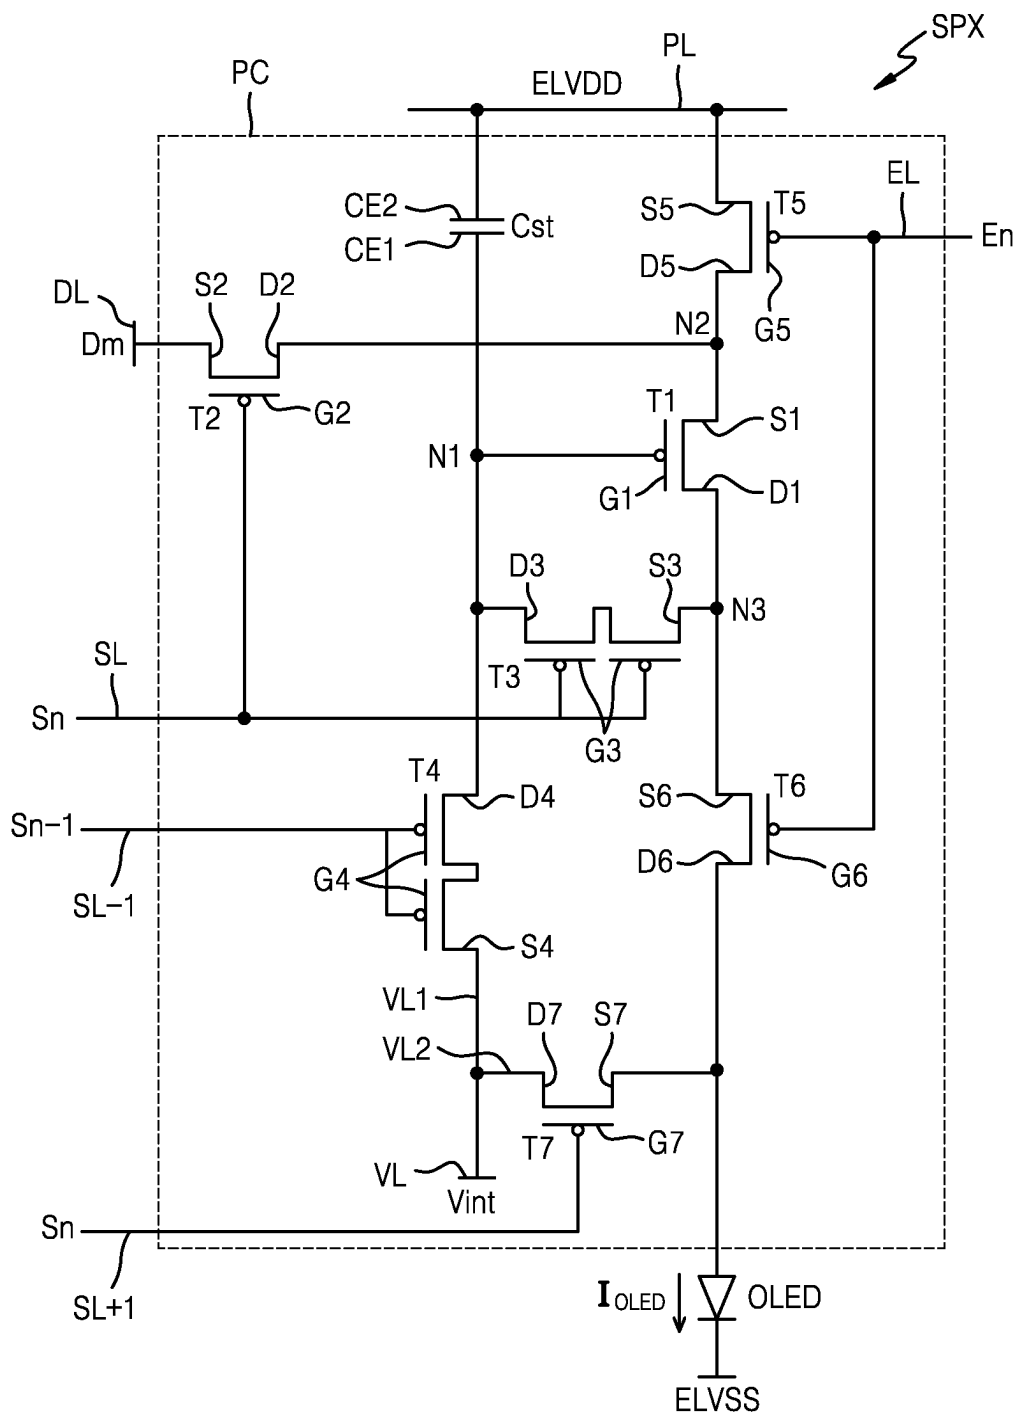 SPX
PL
PC
ELVDD
EL
CE2
CE1
Cst
S5
T5
D5
G5
En
DL
S2
D2
N2
Dm
T2
G2
T1
S1
N1
G1
D1
D3
S3
N3
SL
T3
Sn
G3
T4
D4
S6
T6
Sn−1
G4
D6
G6
SL−1
S4
VL1
D7
S7
VL2
T7
G7
VL
Vint
Sn
SL+1
IOLED
OLED
ELVSS